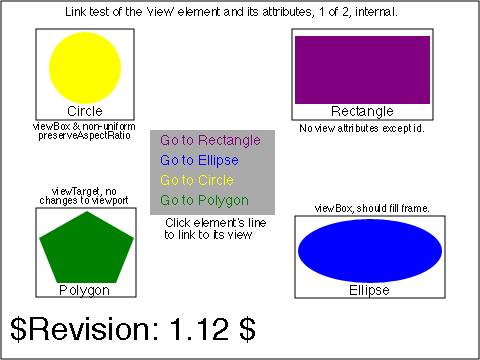 Link test of the 'view' element and its attributes, 1 of 2, internal.
Circle
viewBox & non-uniform
preserveAspectRatio
Rectangle
No view attributes except id.
Go to Rectangle
Go to Ellipse
Go to Circle
Go to Polygon
Click element's line
to link to its view
viewTarget, no
changes to viewport
Polygon
viewBox, should fill frame.
Ellipse
$Revision: 1.12 $